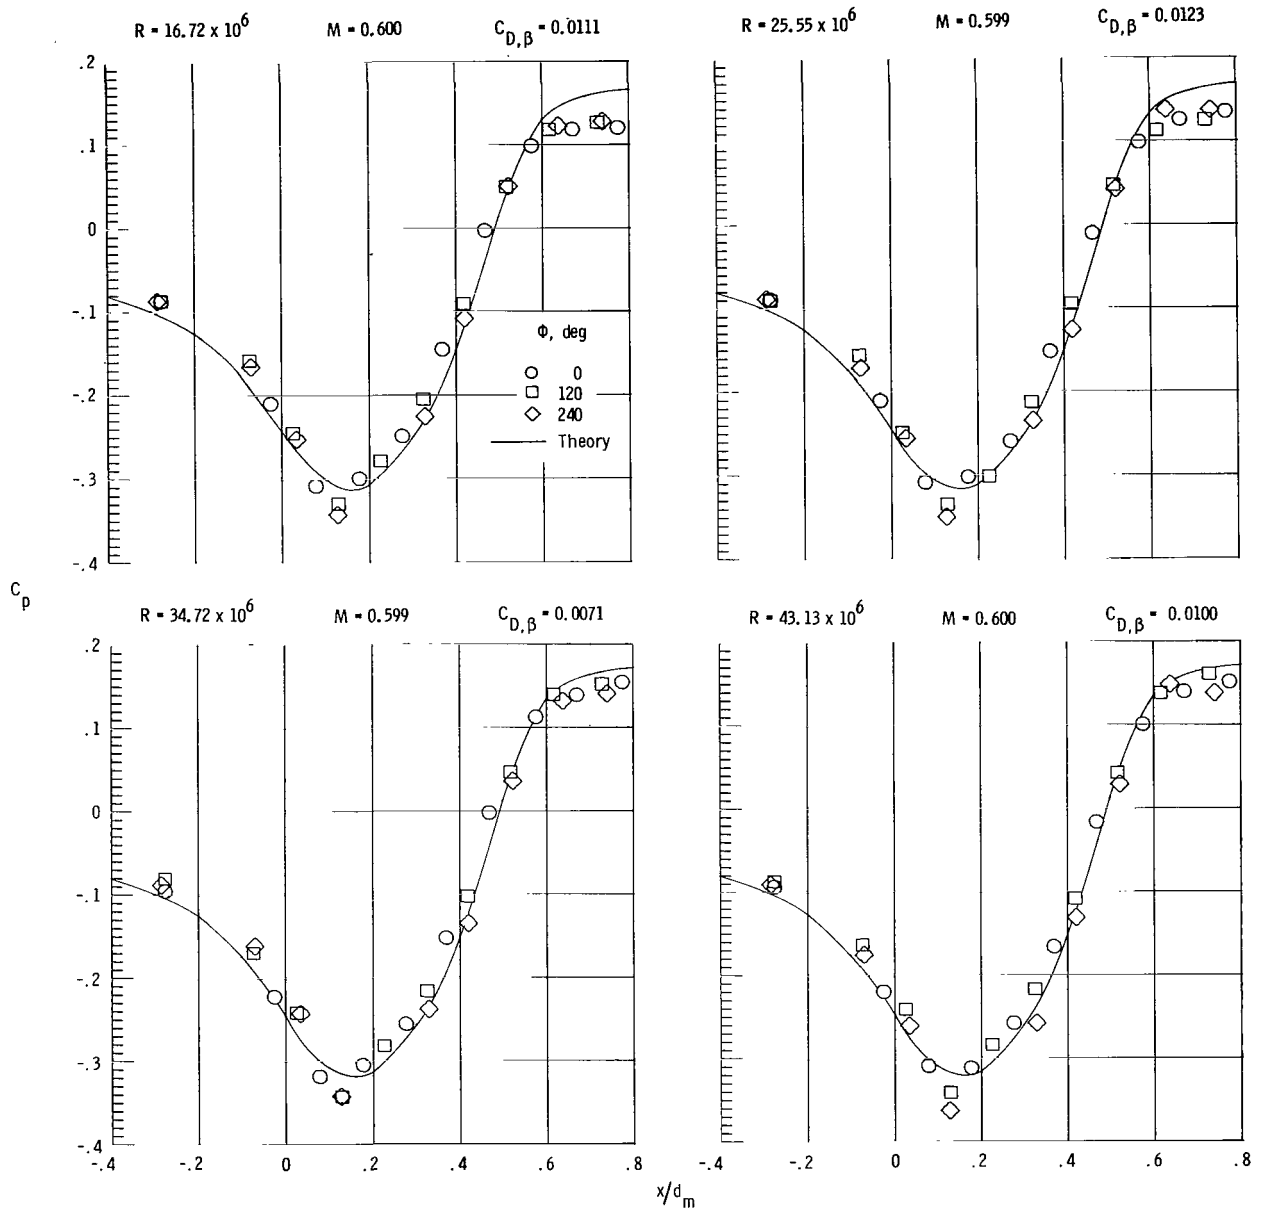 R = 16.72 x 10^6 M = 0.600 C_D,β = 0.0111
R = 25.55 x 10^6 M = 0.599 C_D,β = 0.0123
.2
.1
0
-.1
-.2
-.3
-.4
Φ, deg
0
120
240
Theory
C_p
R = 34.72 x 10^6 M = 0.599 C_D,β = 0.0071
R = 43.13 x 10^6 M = 0.600 C_D,β = 0.0100
.2
.1
0
-.1
-.2
-.3
-.4
-.4 -.2 0 .2 .4 .6 .8
-.4 -.2 0 .2 .4 .6 .8
x/d_m